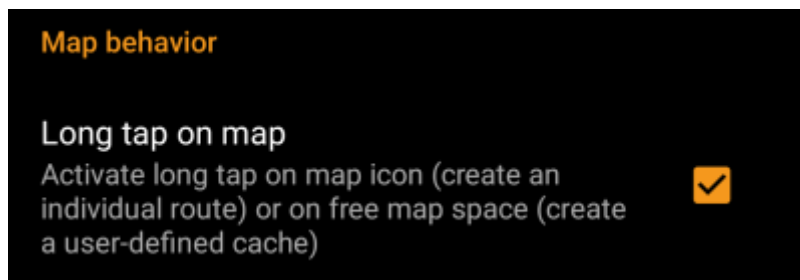 Map behavior
Long tap on map
Activate long tap on map icon (create an
individual route) or on free map space (create
a user-defined cache)